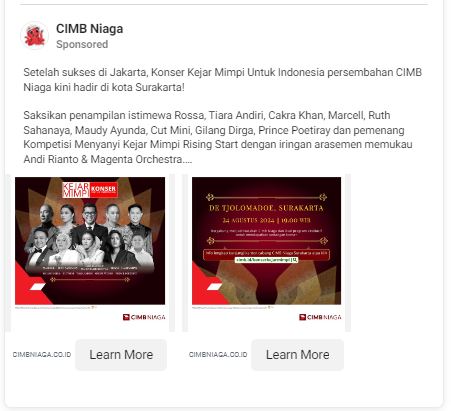 CIMB Niaga
Sponsored
Setelah sukses di Jakarta, Konser Kejar Mimpi Untuk Indonesia persembahan CIMB
Niaga kini hadir di kota Surakarta!
Saksikan penampilan istimewa Rossa, Tiara Andiri, Cakra Khan, Marcell, Ruth
Sahanaya, Maudy Ayunda, Cut Mini, Gilang Dirga, Prince Poetiray dan pemenang
Kompetisi Menyanyi Kejar Mimpi Rising Start dengan iringan arasemen memukau
Andi Rianto & Magenta Orchestra....
KEJAR
MIMPI
KONSER
CIMB NIAGA
DE TJOLOMADOE, SURAKARTA
24 AGUSTUS 2024 | 19.00 WIB
CIMB NIAGA
CIMBNIAGA.CO.ID
Learn More
CIMBNIAGA.CO.ID
Learn More